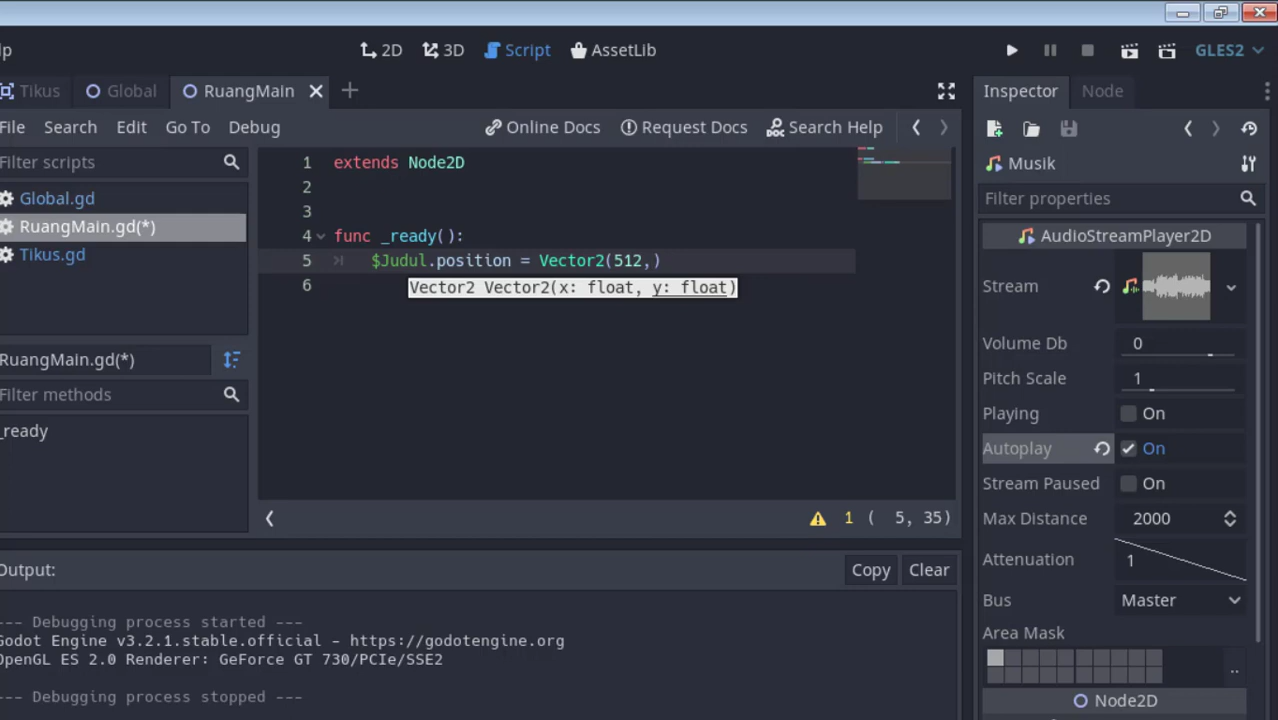 lp
2D
3D
Script
AssetLib
GLES2
Tikus
Global
RuangMain
Inspector
Node
File
Search
Edit
Go To
Debug
Online Docs
Request Docs
Search Help
Filter scripts
Global.gd
RuangMain.gd(*)
Tikus.gd
RuangMain.gd(*)
Filter methods
_ready
1 extends Node2D
2
3
4 func _ready():
5 $Judul.position = Vector2(512,)
6
Vector2 Vector2(x: float, y: float)
1 ( 5, 35)
Output:
Copy
Clear
--- Debugging process started ---
Godot Engine v3.2.1.stable.official - https://godotengine.org
OpenGL ES 2.0 Renderer: GeForce GT 730/PCIe/SSE2
--- Debugging process stopped ---
Musik
Filter properties
AudioStreamPlayer2D
Stream
Volume Db 0
Pitch Scale 1
Playing On
Autoplay On
Stream Paused On
Max Distance 2000
Attenuation 1
Bus Master
Area Mask
..
Node2D